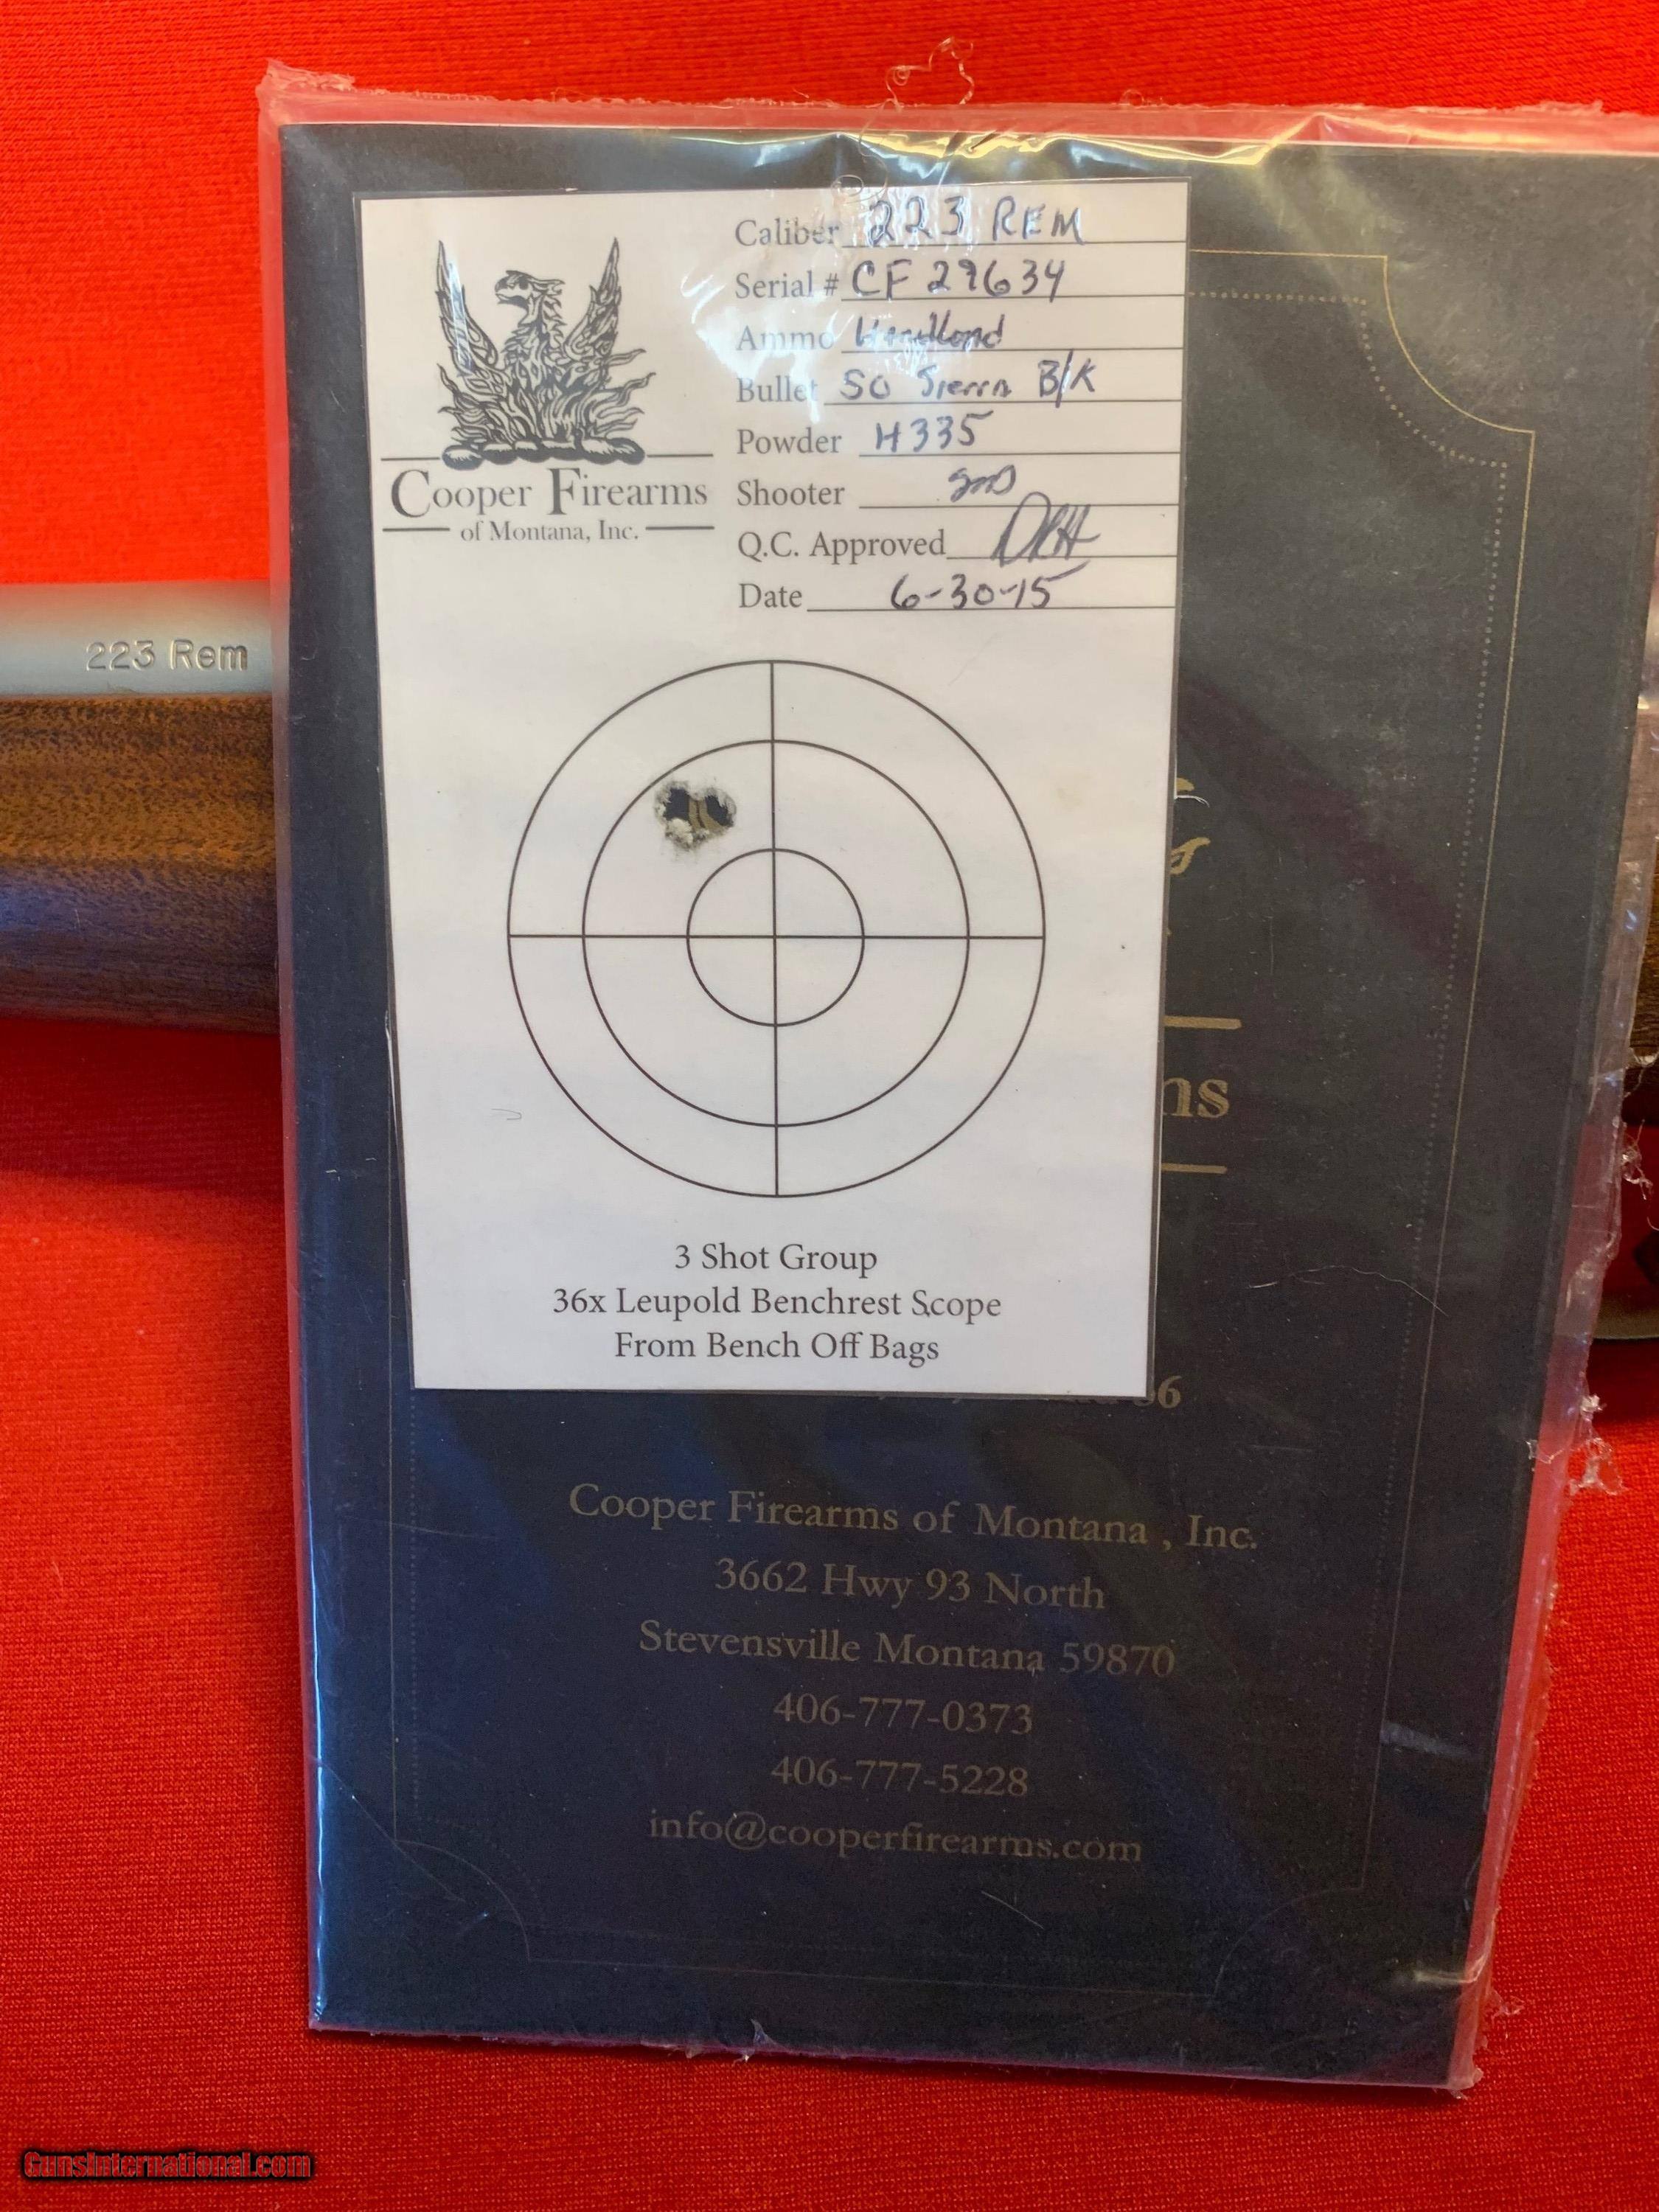 Caliber 223 REM
Serial # CF 29634
Ammo Handload
Bullet 50 Sierra B/K
Powder H335
Shooter
Q.C. Approved
Date 6-30-15
Cooper Firearms
of Montana, Inc.
223 Rem
3 Shot Group
36x Leupold Benchrest Scope
From Bench Off Bags
ns
Cooper Firearms of Montana , Inc.
3662 Hwy 93 North
Stevensville Montana 59870
406-777-0373
406-777-5228
info@cooperfirearms.com
GunsInternational.com